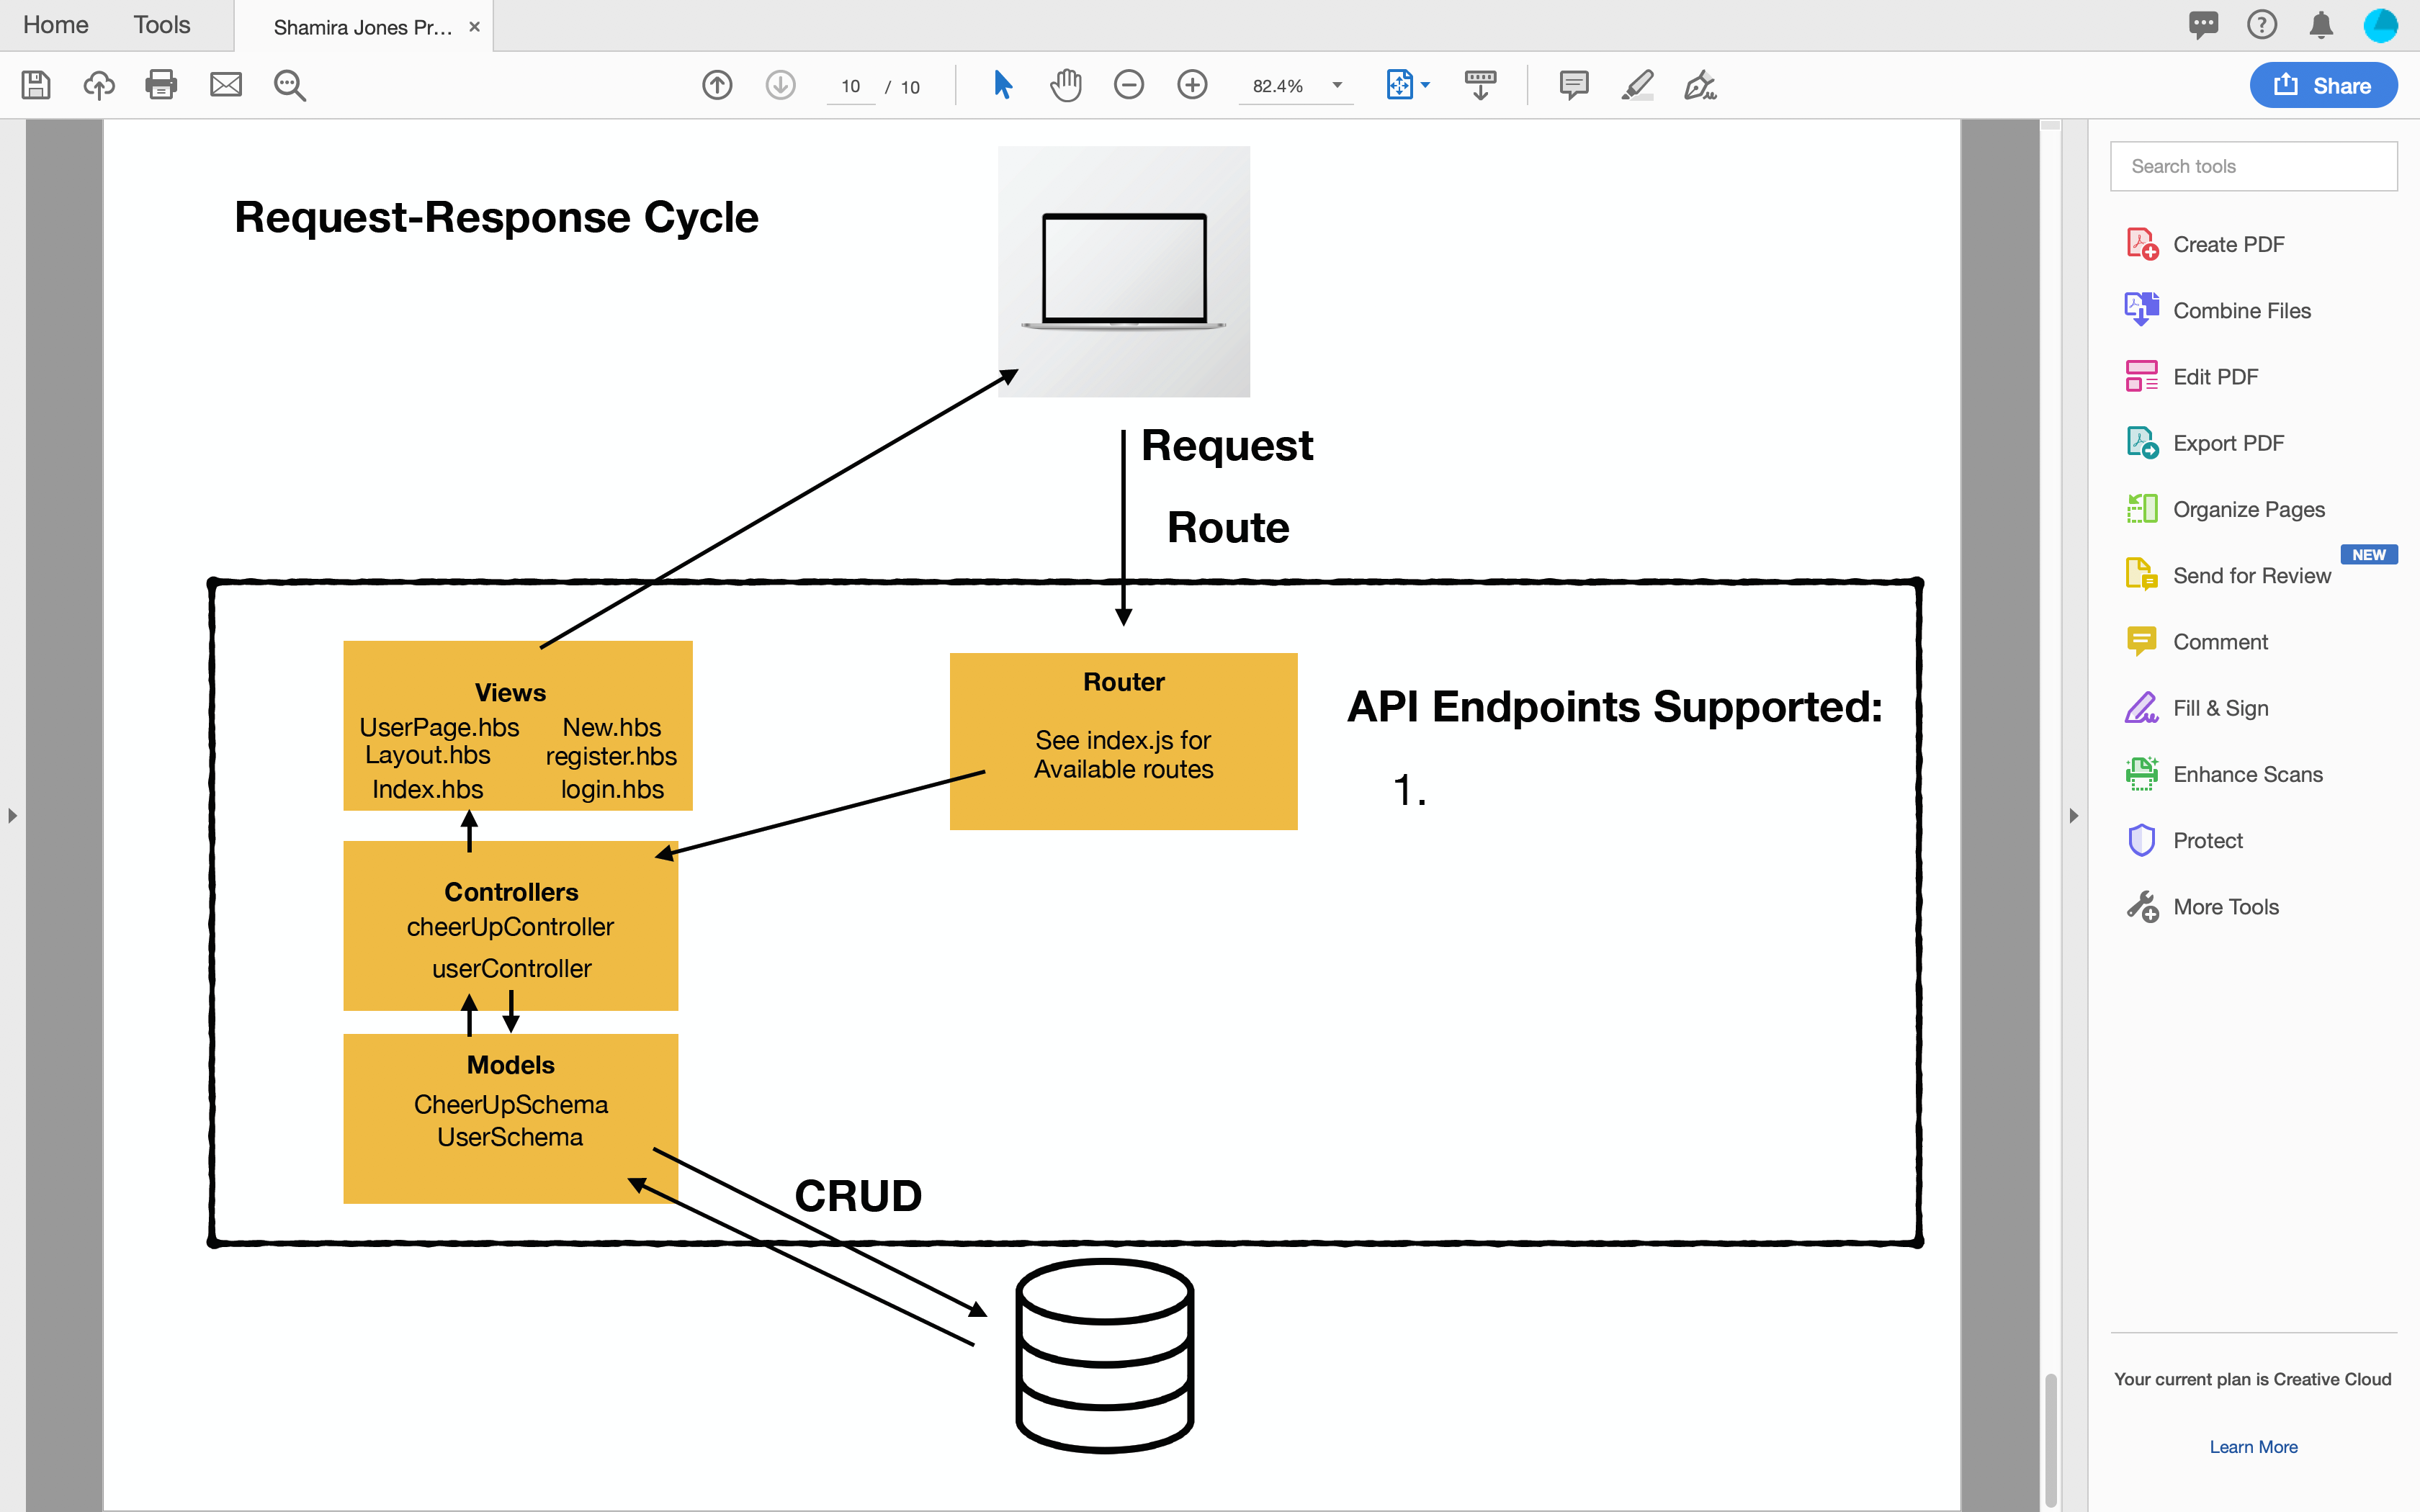 Home
Tools
Shamira Jones Pr...
10 / 10
82.4%
Share
Request-Response Cycle
Request
Route
Views
UserPage.hbs New.hbs
Layout.hbs register.hbs
Index.hbs login.hbs
Router
See index.js for
Available routes
API Endpoints Supported:
1.
Controllers
cheerUpController
userController
Models
CheerUpSchema
UserSchema
CRUD
Search tools
Create PDF
Combine Files
Edit PDF
Export PDF
Organize Pages
NEW
Send for Review
Comment
Fill & Sign
Enhance Scans
Protect
More Tools
Your current plan is Creative Cloud
Learn More